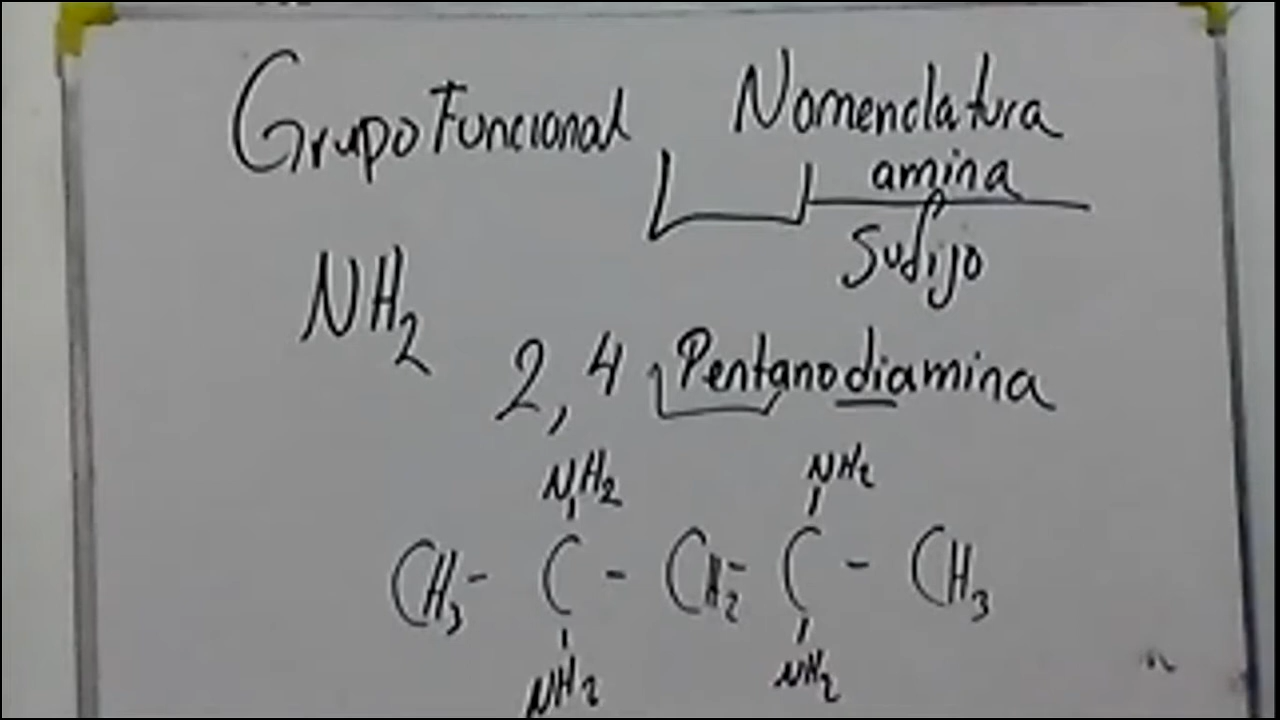 Grupo Funcional
Nomenclatura
amina
Sufijo
NH2
2,4 Pentanodiamina
NH2 NH2
CH3 - C - CH2 - C - CH3
NH2 NH2